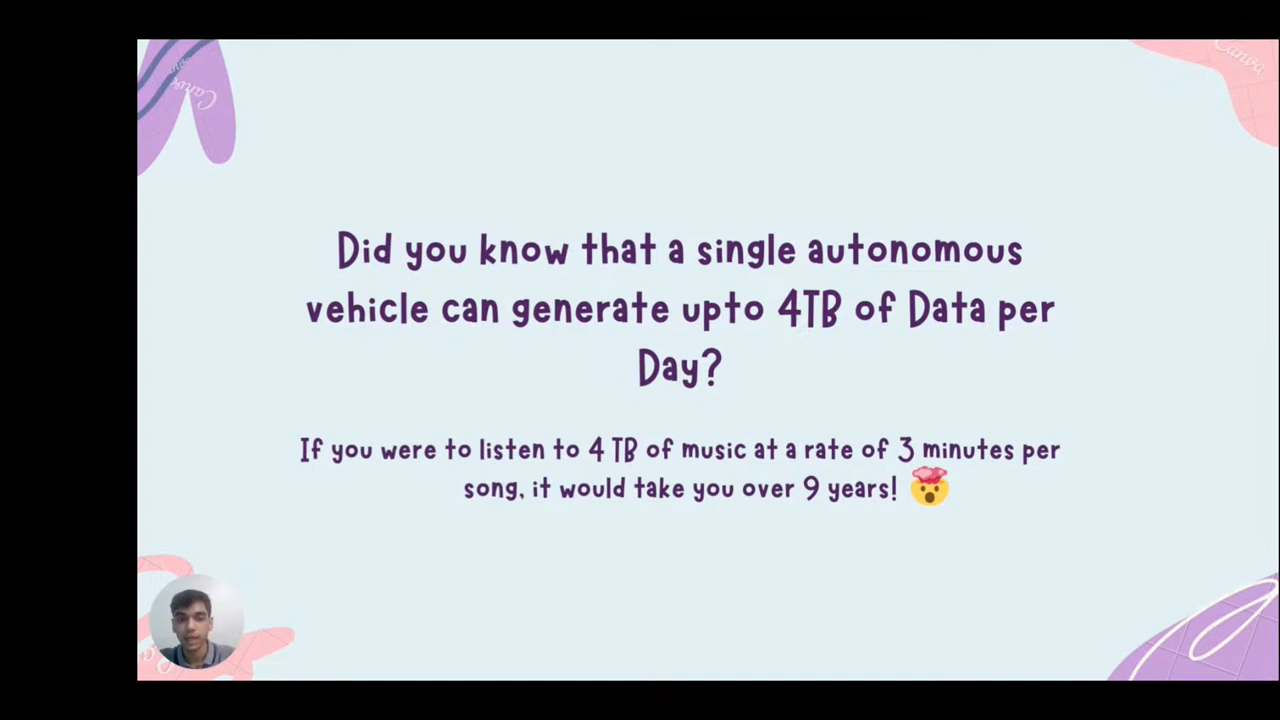 Canva
Canva
Did you know that a single autonomous
vehicle can generate upto 4TB of Data per
Day?
If you were to listen to 4 TB of music at a rate of 3 minutes per
song, it would take you over 9 years!